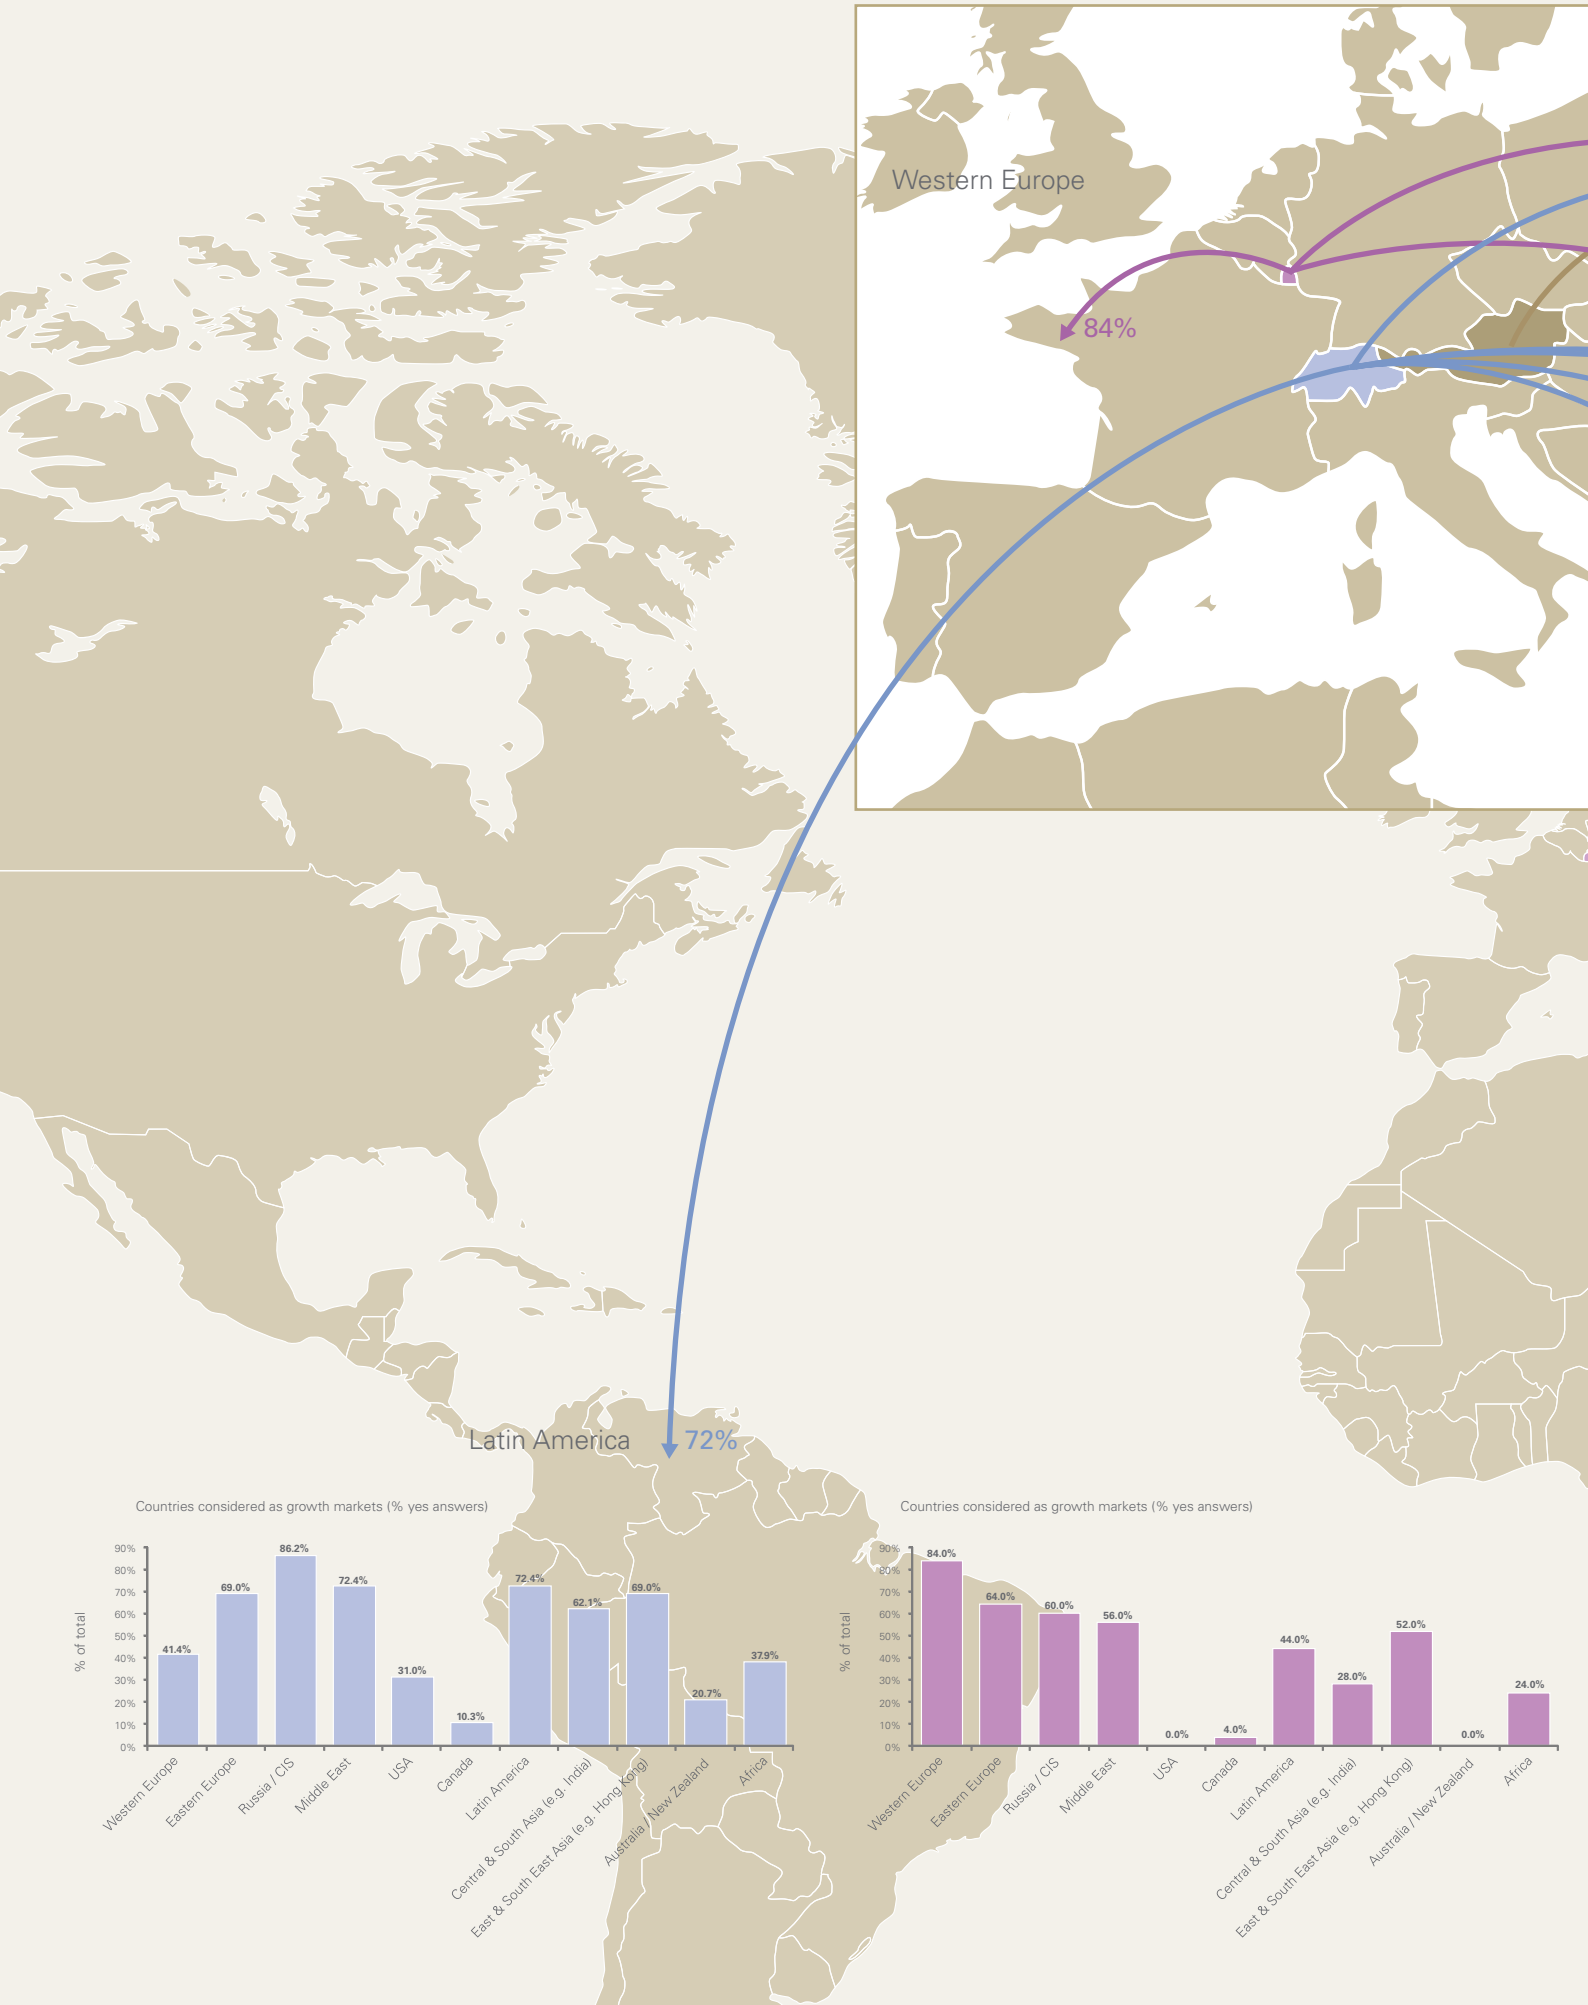 Western Europe
84%
Latin America
72%
Countries considered as growth markets (% yes answers)
% of total
90%
80%
70%
60%
50%
40%
30%
20%
10%
0%
41.4%
69.0%
86.2%
72.4%
31.0%
10.3%
72.4%
62.1%
69.0%
20.7%
37.9%
Western Europe
Eastern Europe
Russia / CIS
Middle East
USA
Canada
Latin America
Central & South Asia (e.g. India)
East & South East Asia (e.g. Hong Kong)
Australia / New Zealand
Africa
Countries considered as growth markets (% yes answers)
% of total
90%
80%
70%
60%
50%
40%
30%
20%
10%
0%
84.0%
64.0%
60.0%
56.0%
0.0%
4.0%
44.0%
28.0%
52.0%
0.0%
24.0%
Western Europe
Eastern Europe
Russia / CIS
Middle East
USA
Canada
Latin America
Central & South Asia (e.g. India)
East & South East Asia (e.g. Hong Kong)
Australia / New Zealand
Africa